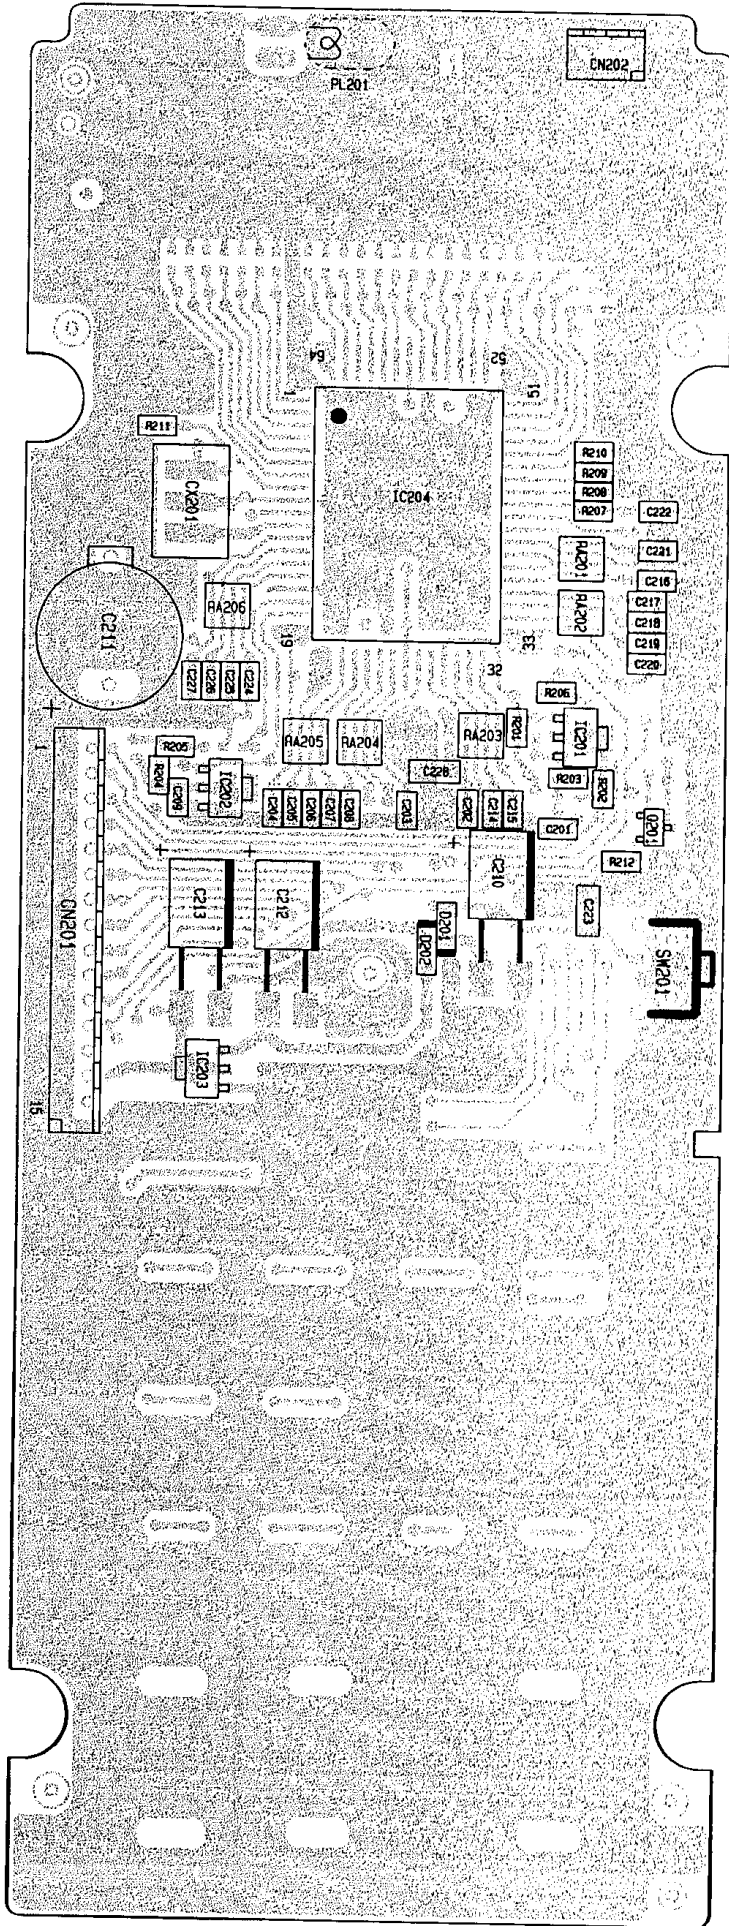 PL201
CN202
64
52
1
51
R211
CX201
IC204
R210
R209
R208
R207
C222
RA201
C221
C216
RA202
C217
C218
C219
C220
RA206
C211
19
33
32
C227
C226
C225
C224
+
1
R206
RA205
RA204
RA203
R201
IC201
R205
R204
C209
IC202
C228
R203
R202
C204
C205
C206
C207
C208
C203
C202
C214
C215
C201
Q201
R212
+
+
+
C213
C212
C210
C223
CN201
D202
D201
SW201
IC203
15